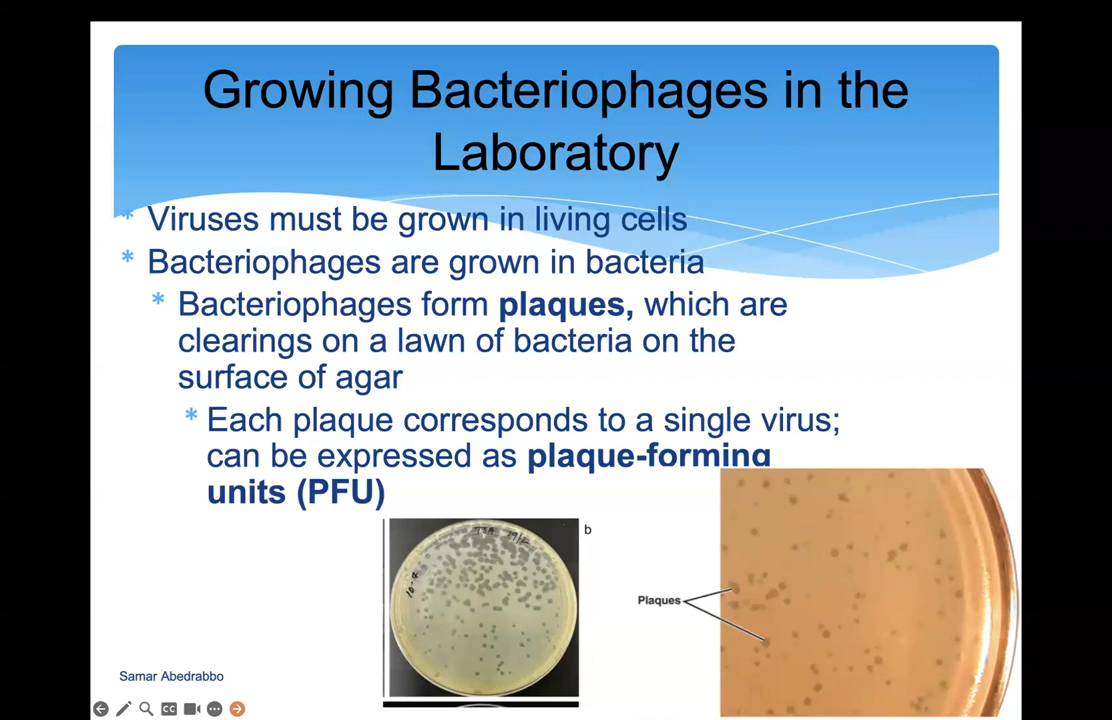 Growing Bacteriophages in the
Laboratory
* Viruses must be grown in living cells
* Bacteriophages are grown in bacteria
* Bacteriophages form plaques, which are
clearings on a lawn of bacteria on the
surface of agar
* Each plaque corresponds to a single virus;
can be expressed as plaque-forming
units (PFU)
b
Plaques
Samar Abedrabbo
CC